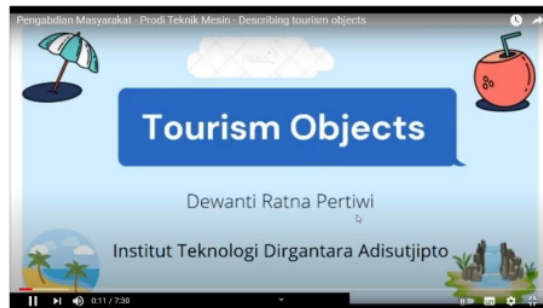 Pengabdian Masyarakat - Prodi Teknik Mesin - Describing tourism objects
Tourism Objects
Dewanti Ratna Pertiwi
Institut Teknologi Dirgantara Adisutjipto
0:11 / 7:30